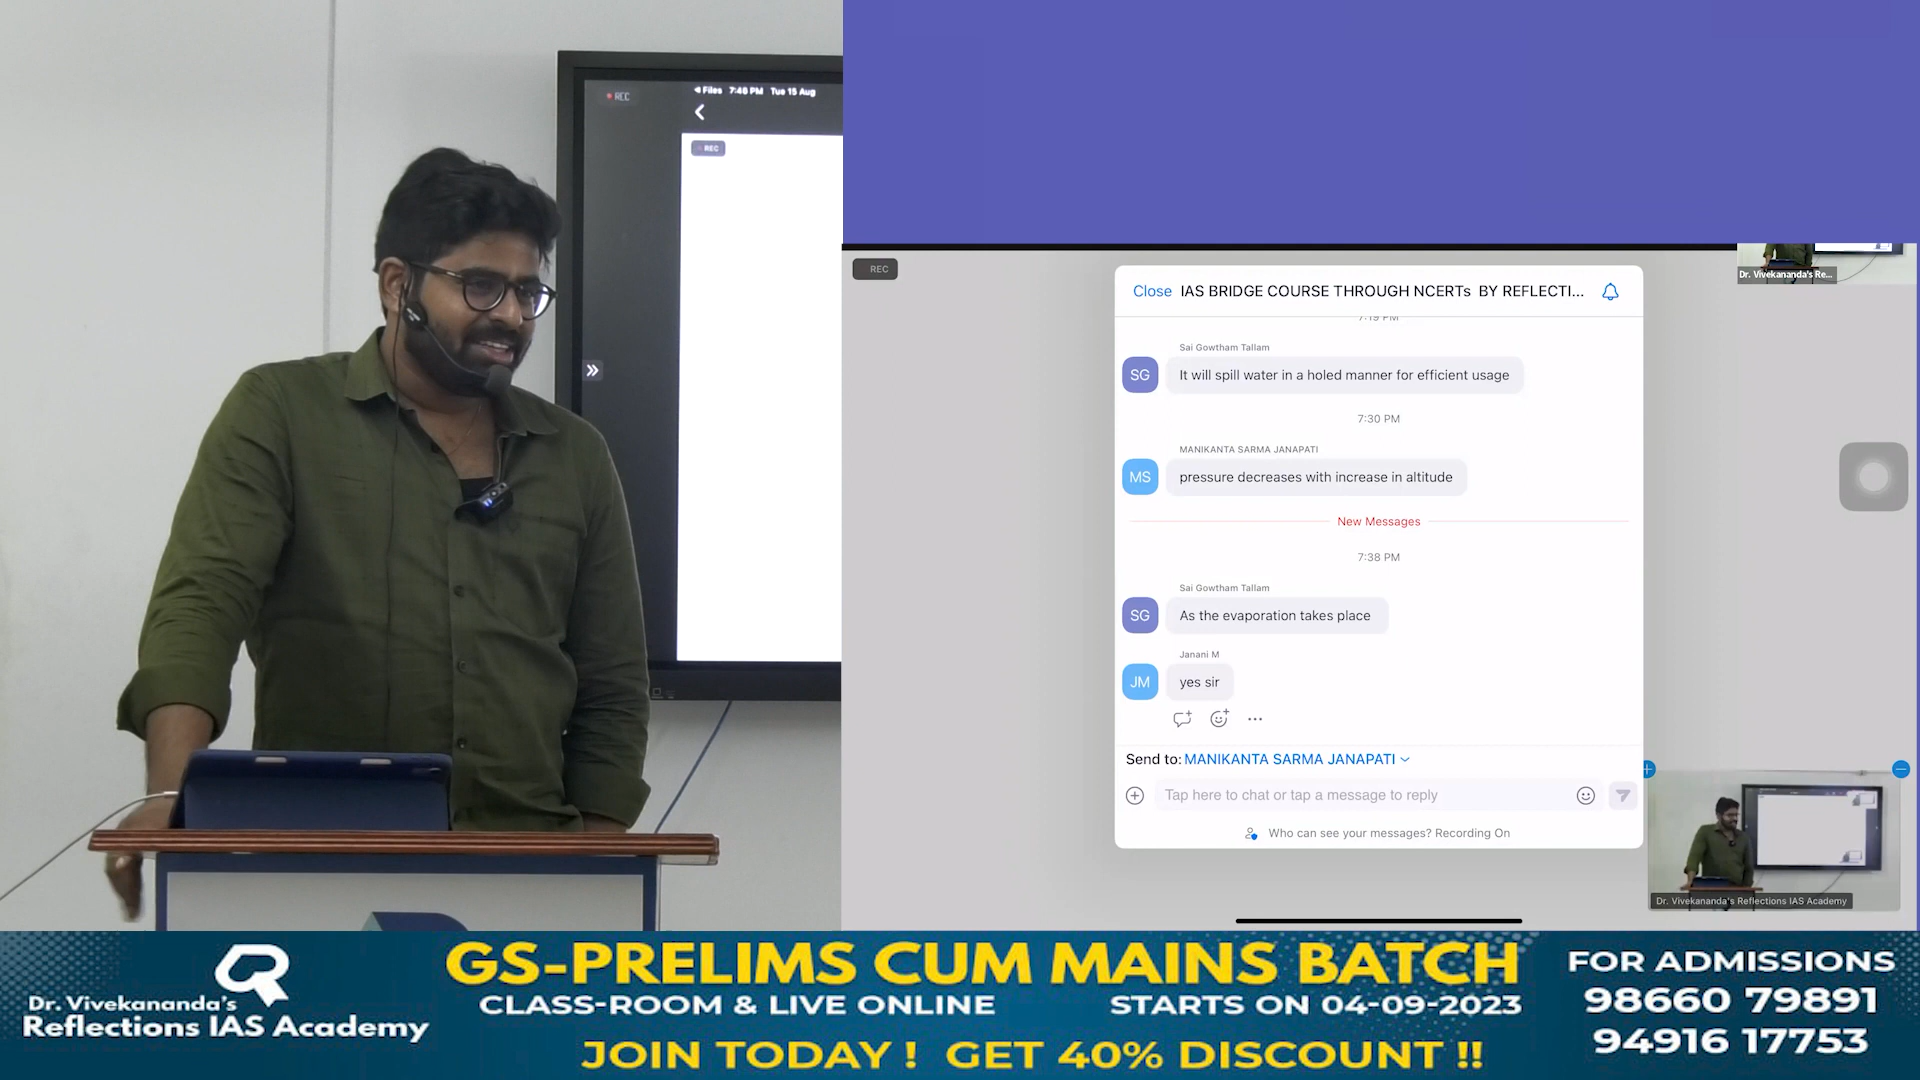 REC
Files 7:46 PM Tue 15 Aug
REC
REC
Dr. Vivekananda's Re...
Close IAS BRIDGE COURSE THROUGH NCERTs BY REFLECTI...
7:19 PM
Sai Gowtham Tallam
SG It will spill water in a holed manner for efficient usage
7:30 PM
MANIKANTA SARMA JANAPATI
MS pressure decreases with increase in altitude
New Messages
7:38 PM
Sai Gowtham Tallam
SG As the evaporation takes place
Janani M
JM yes sir
Send to: MANIKANTA SARMA JANAPATI
Tap here to chat or tap a message to reply
Who can see your messages? Recording On
Dr. Vivekananda's Reflections IAS Academy
Dr. Vivekananda's
Reflections IAS Academy
GS-PRELIMS CUM MAINS BATCH
CLASS-ROOM & LIVE ONLINE STARTS ON 04-09-2023
JOIN TODAY ! GET 40% DISCOUNT !!
FOR ADMISSIONS
98660 79891
94916 17753